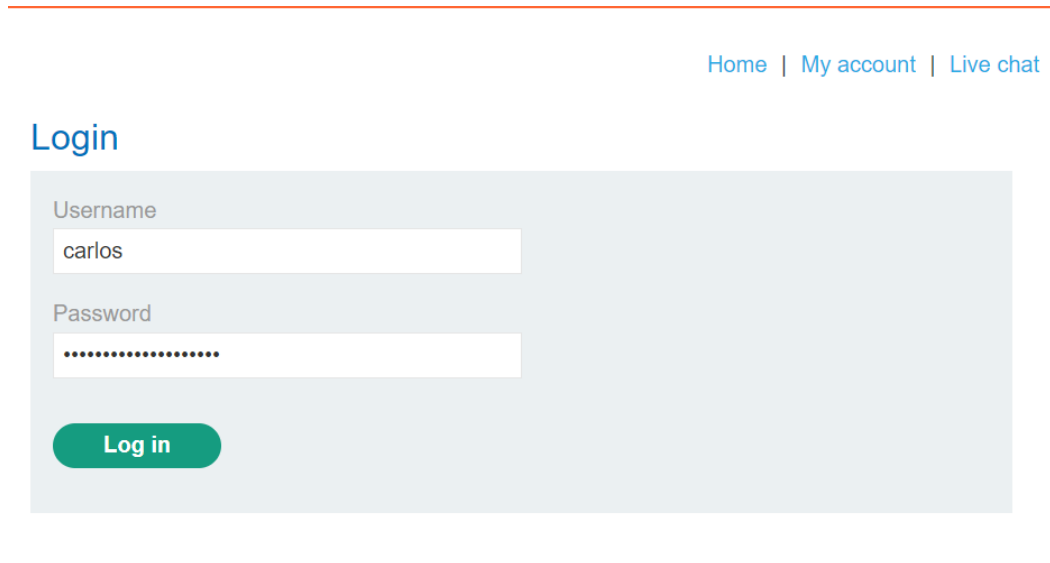 Home | My account | Live chat
Login
Username
carlos
Password
••••••••••••••••••••
Log in